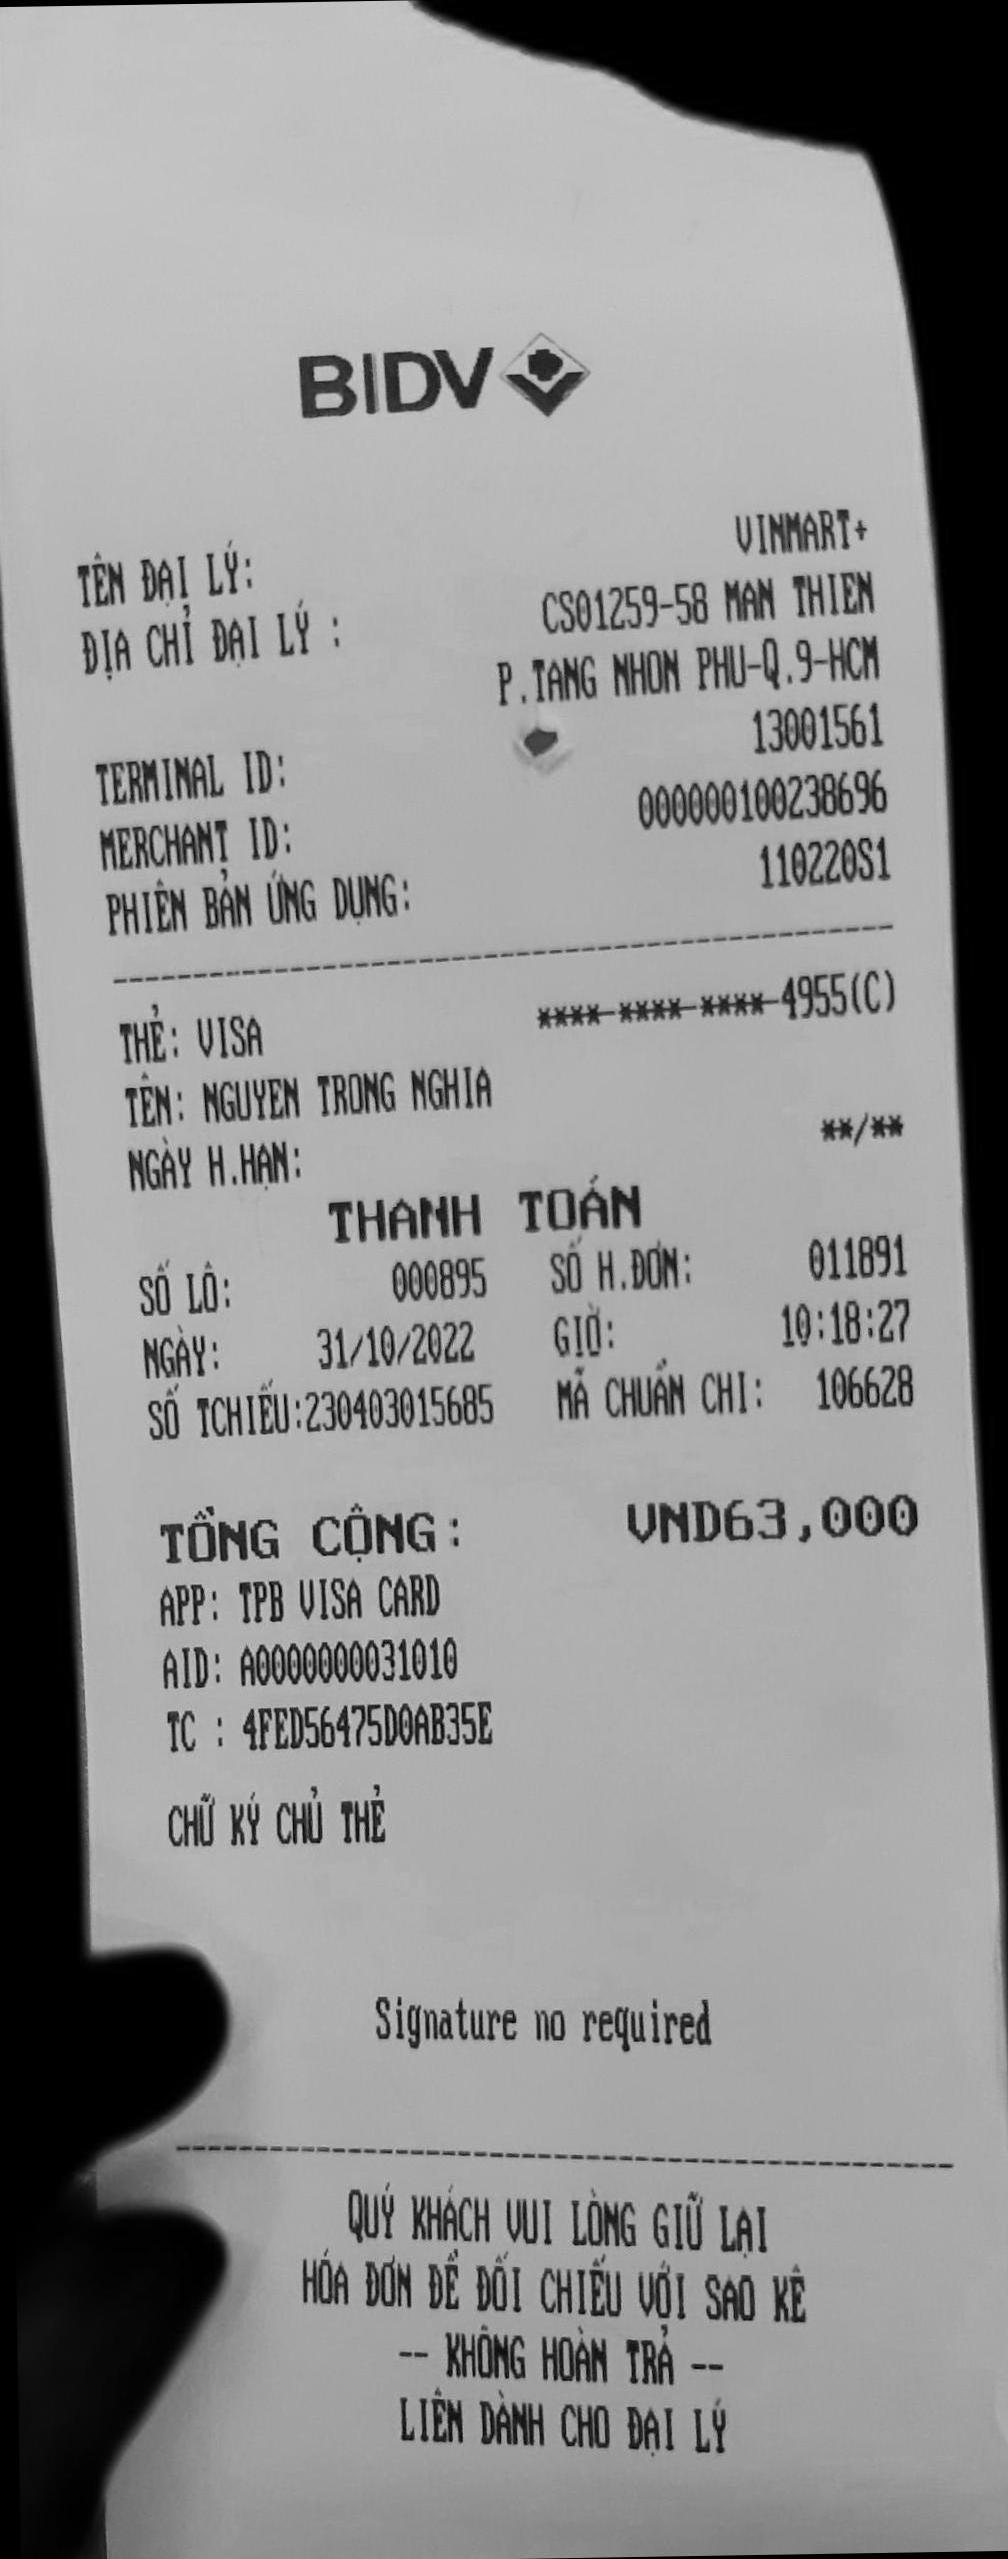 BIDV
TÊN ĐẠI LÝ: VINMART+
ĐỊA CHỈ ĐẠI LÝ : CS01259-58 MAN THIEN
P.TANG NHON PHU-Q.9-HCM
TERMINAL ID: 13001561
MERCHANT ID: 000000100238696
PHIÊN BẢN ỨNG DỤNG: 110220S1
THẺ: VISA ****-****-****-4955(C)
TÊN: NGUYEN TRONG NGHIA
NGÀY H.HẠN: **/**
THANH TOÁN
SỐ LÔ: 000895 SỐ H.ĐƠN: 011891
NGÀY: 31/10/2022 GIỜ: 10:18:27
SỐ TCHIẾU:230403015685 MÃ CHUẨN CHI: 106628
TỔNG CỘNG: VND63,000
APP: TPB VISA CARD
AID: A0000000031010
TC : 4FED56475D0AB35E
CHỮ KÝ CHỦ THẺ
Signature no required
QUÝ KHÁCH VUI LÒNG GIỮ LẠI
HÓA ĐƠN ĐỂ ĐỐI CHIẾU VỚI SAO KÊ
-- KHÔNG HOÀN TRẢ --
LIÊN DÀNH CHO ĐẠI LÝ